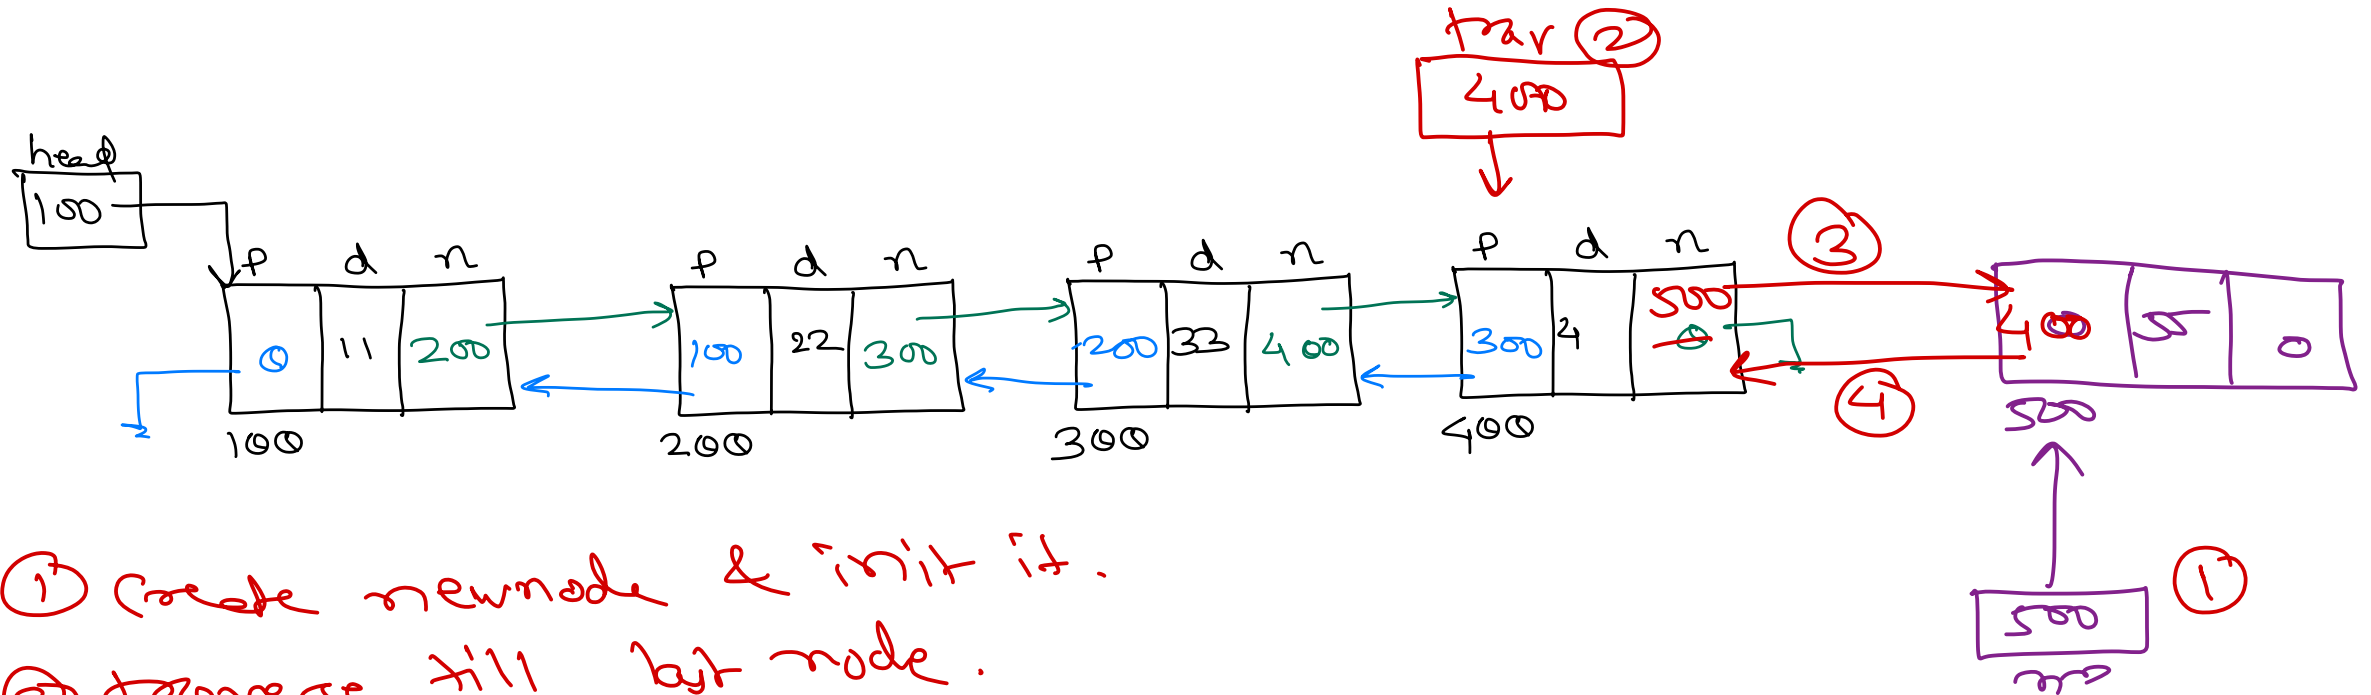 trav 2
400
head
100
p d n p d n p d n p d n
3
500
0 11 200 100 22 300 200 33 400 300 4 0 400 55 0
4
100 200 300 400 500
1 Create newnode & init it.
1
500
till last node.